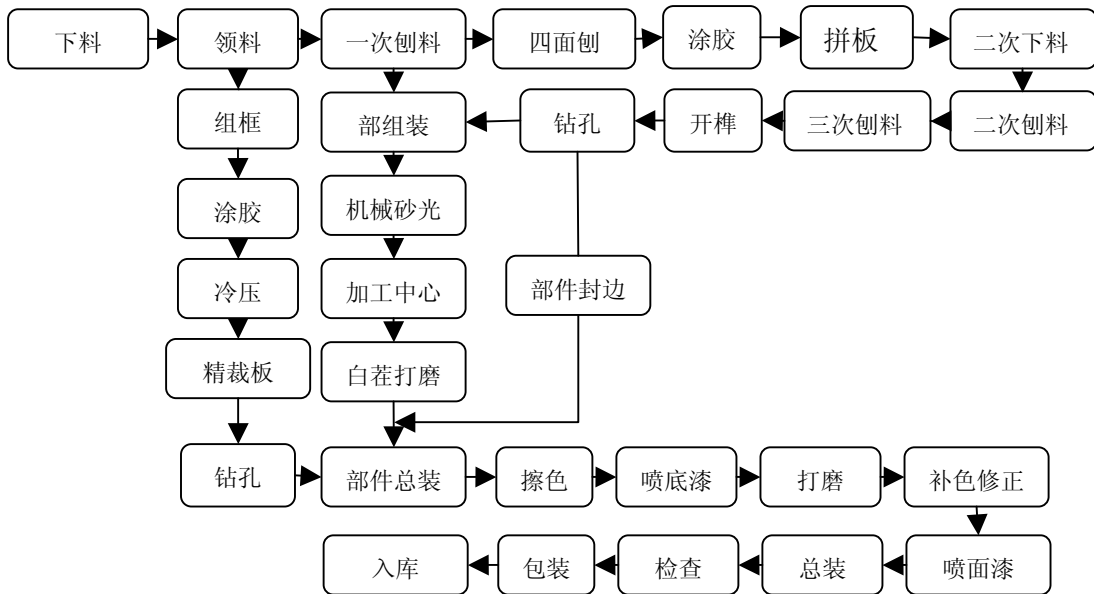 下料
领料
一次刨料
四面刨
涂胶
拼板
二次下料
组框
部组装
钻孔
开榫
三次刨料
二次刨料
涂胶
机械砂光
冷压
加工中心
部件封边
精裁板
白茬打磨
钻孔
部件总装
擦色
喷底漆
打磨
补色修正
入库
包装
检查
总装
喷面漆